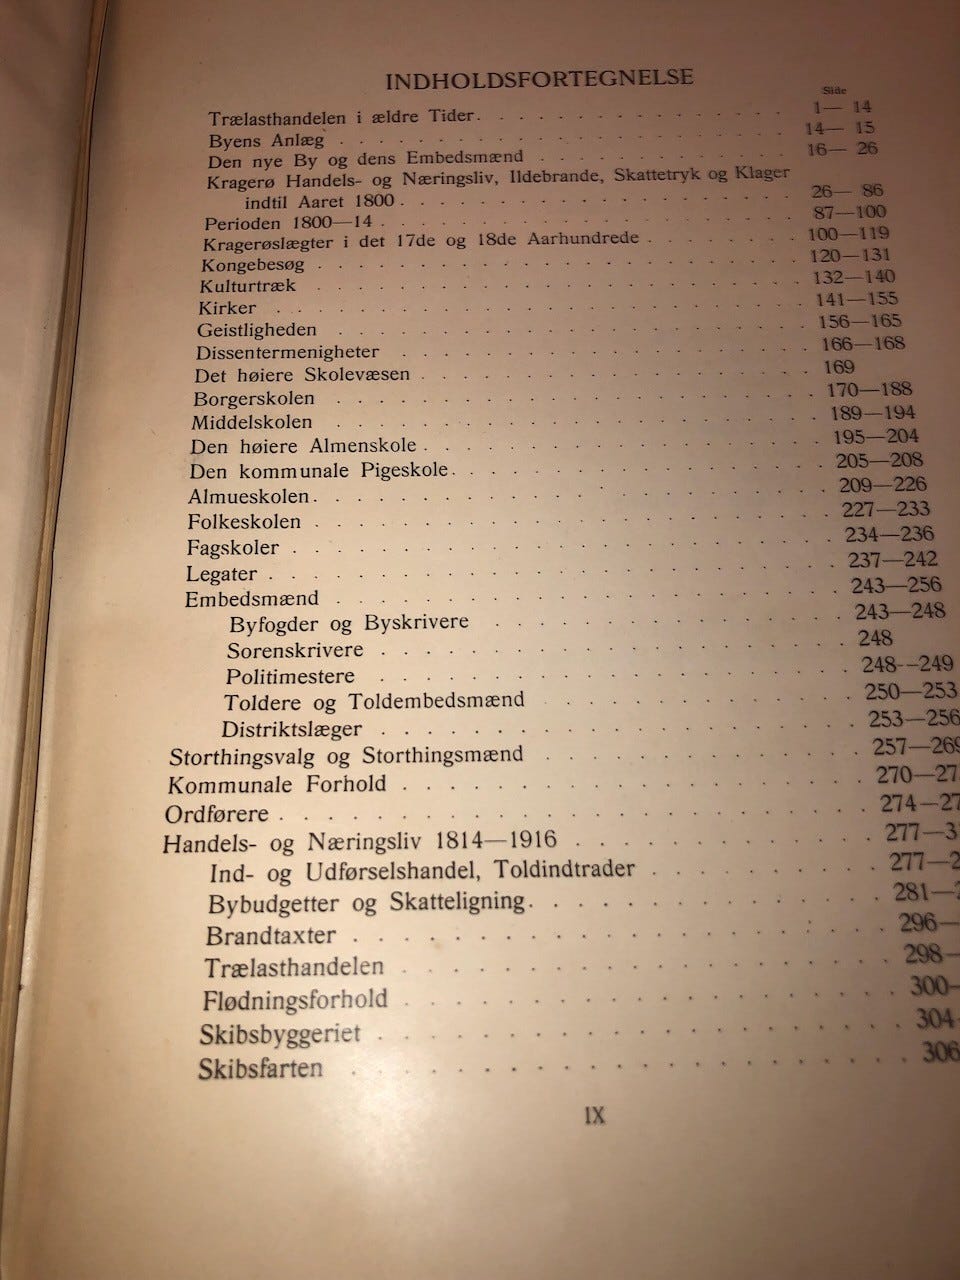 INDHOLDSFORTEGNELSE
Side
Trælasthandelen i ældre Tider. . . . . . . . . . . . . . 1— 14
Byens Anlæg . . . . . . . . . . . . . . . . . . . . 14— 15
Den nye By og dens Embedsmænd . . . . . . . . . . . . 16— 26
Kragerø Handels- og Næringsliv, Ildebrande, Skattetryk og Klager
indtil Aaret 1800 . . . . . . . . . . . . . . . . . . 26— 86
Perioden 1800—14 . . . . . . . . . . . . . . . . . . 87—100
Kragerøslægter i det 17de og 18de Aarhundrede . . . . . . . 100—119
Kongebesøg . . . . . . . . . . . . . . . . . . . . . 120—131
Kulturtræk . . . . . . . . . . . . . . . . . . . . . 132—140
Kirker . . . . . . . . . . . . . . . . . . . . . . . 141—155
Geistligheden . . . . . . . . . . . . . . . . . . . . 156—165
Dissentermenigheter . . . . . . . . . . . . . . . . . 166—168
Det høiere Skolevæsen . . . . . . . . . . . . . . . . 169
Borgerskolen . . . . . . . . . . . . . . . . . . . . 170—188
Middelskolen . . . . . . . . . . . . . . . . . . . . 189—194
Den høiere Almenskole . . . . . . . . . . . . . . . . 195—204
Den kommunale Pigeskole. . . . . . . . . . . . . . . . 205—208
Almueskolen. . . . . . . . . . . . . . . . . . . . . 209—226
Folkeskolen . . . . . . . . . . . . . . . . . . . . . 227—233
Fagskoler . . . . . . . . . . . . . . . . . . . . . . 234—236
Legater . . . . . . . . . . . . . . . . . . . . . . . 237—242
Embedsmænd . . . . . . . . . . . . . . . . . . . . . 243—256
Byfogder og Byskrivere . . . . . . . . . . . . . . 243—248
Sorenskrivere . . . . . . . . . . . . . . . . . . 248
Politimestere . . . . . . . . . . . . . . . . . . 248--249
Toldere og Toldembedsmænd . . . . . . . . . . . . 250—253
Distriktslæger . . . . . . . . . . . . . . . . . . 253—256
Storthingsvalg og Storthingsmænd . . . . . . . . . . . 257—269
Kommunale Forhold . . . . . . . . . . . . . . . . . 270—27
Ordførere . . . . . . . . . . . . . . . . . . . . . . 274—27
Handels- og Næringsliv 1814—1916 . . . . . . . . . . . 277—3
Ind- og Udførselshandel, Toldindtrader . . . . . . . . 277—2
Bybudgetter og Skatteligning. . . . . . . . . . . . 281—2
Brandtaxter . . . . . . . . . . . . . . . . . . . 296—
Trælasthandelen . . . . . . . . . . . . . . . . . 298—
Flødningsforhold . . . . . . . . . . . . . . . . . 300-
Skibsbyggeriet . . . . . . . . . . . . . . . . . . 304-
Skibsfarten . . . . . . . . . . . . . . . . . . . 306
IX